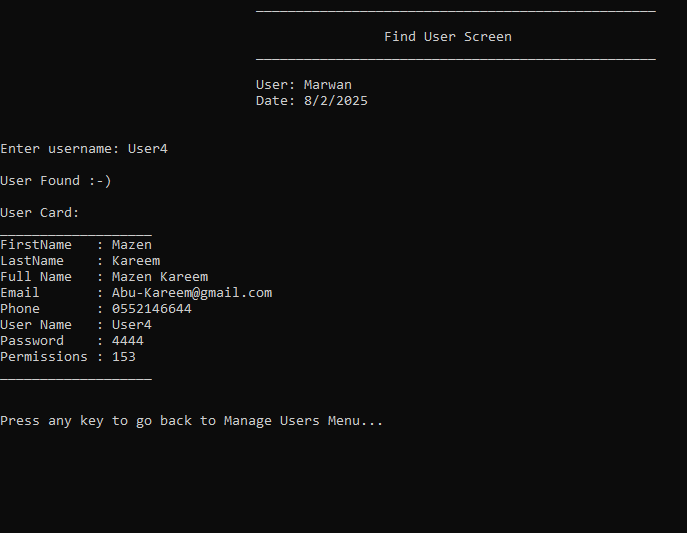 Find User Screen
User: Marwan
Date: 8/2/2025
Enter username: User4
User Found :-)
User Card:
___________________
FirstName   : Mazen
LastName    : Kareem
Full Name   : Mazen Kareem
Email       : Abu-Kareem@gmail.com
Phone       : 0552146644
User Name   : User4
Password    : 4444
Permissions : 153
___________________
Press any key to go back to Manage Users Menu...